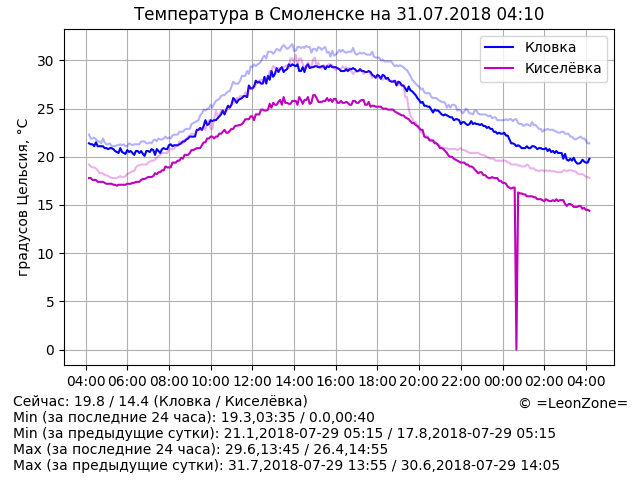 Температура в Смоленске на 31.07.2018 04:10
Кловка
Киселёвка
градусов Цельсия, °C
30
25
20
15
10
5
0
04:00 06:00 08:00 10:00 12:00 14:00 16:00 18:00 20:00 22:00 00:00 02:00 04:00
Сейчас: 19.8 / 14.4 (Кловка / Киселёвка)
© =LeonZone=
Min (за последние 24 часа): 19.3,03:35 / 0.0,00:40
Min (за предыдущие сутки): 21.1,2018-07-29 05:15 / 17.8,2018-07-29 05:15
Max (за последние 24 часа): 29.6,13:45 / 26.4,14:55
Max (за предыдущие сутки): 31.7,2018-07-29 13:55 / 30.6,2018-07-29 14:05